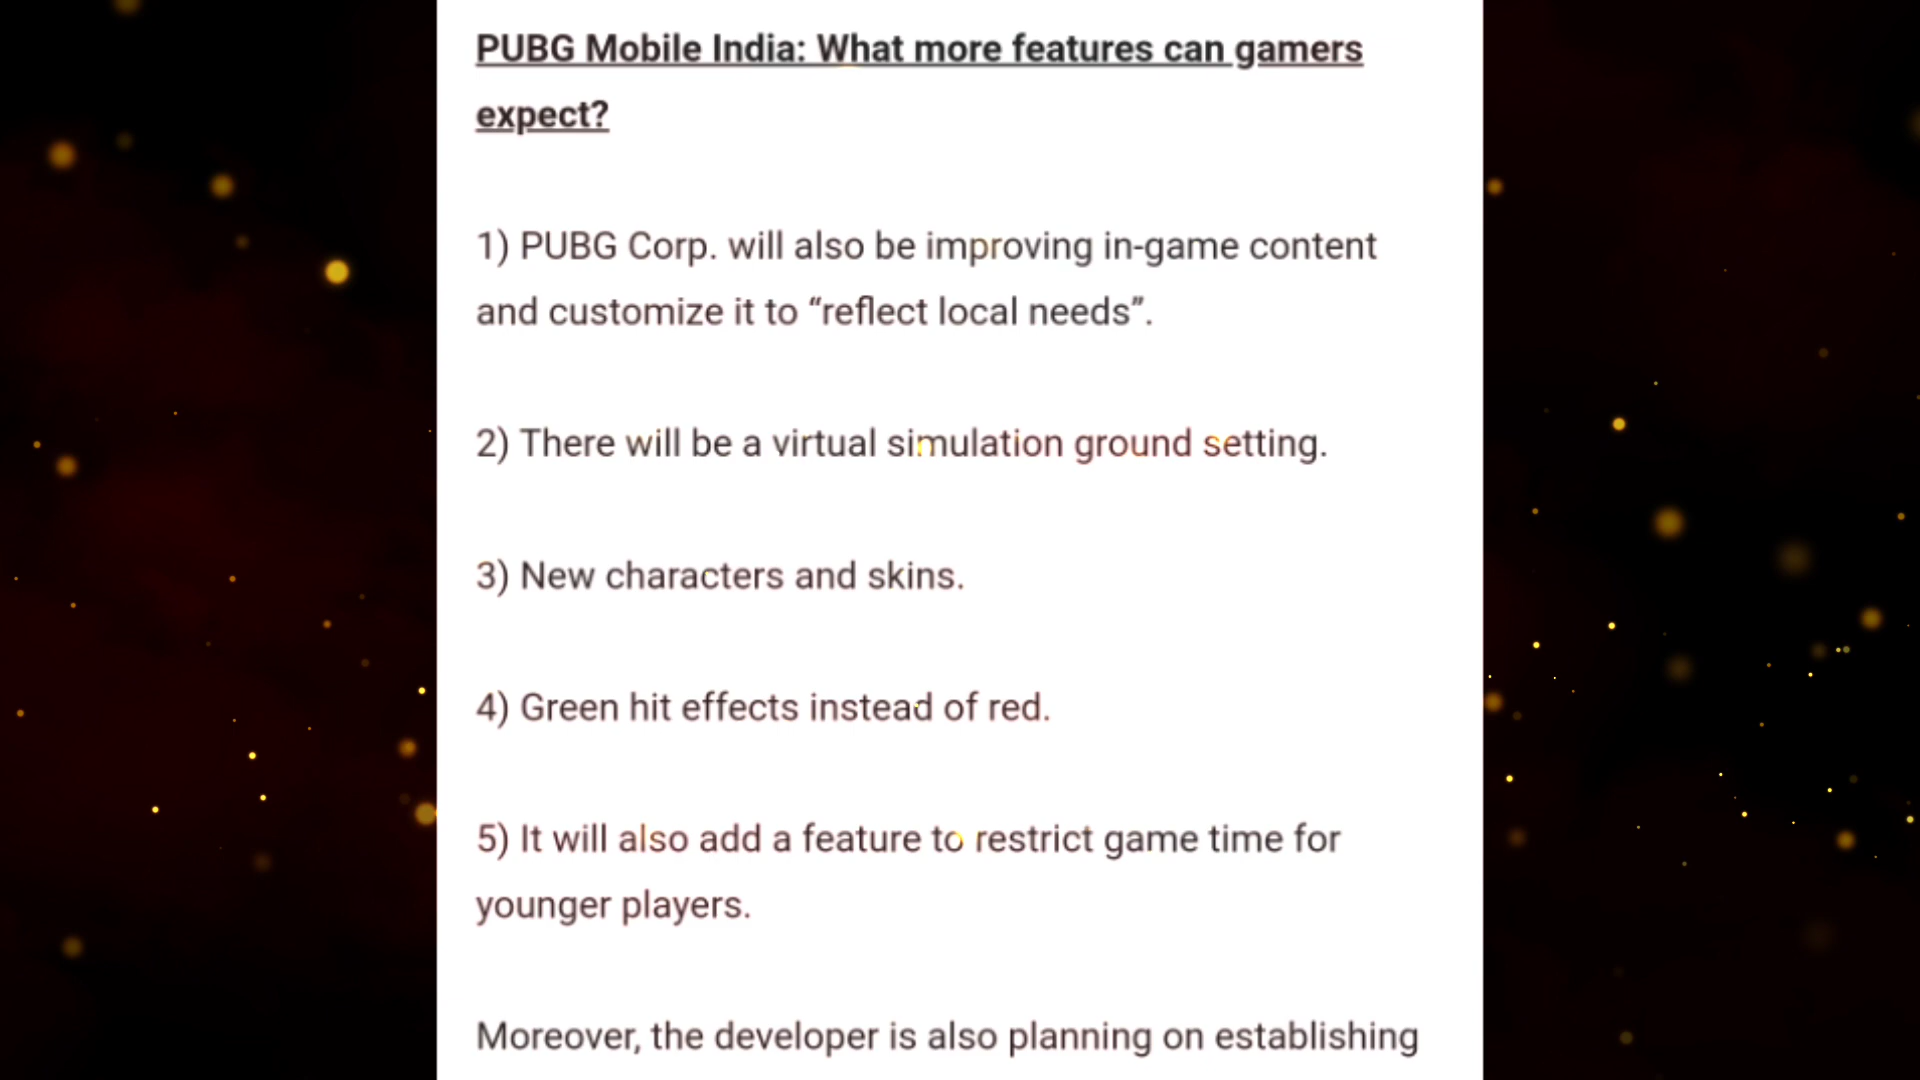 PUBG Mobile India: What more features can gamers
expect?
1) PUBG Corp. will also be improving in-game content
and customize it to “reflect local needs”.
2) There will be a virtual simulation ground setting.
3) New characters and skins.
4) Green hit effects instead of red.
5) It will also add a feature to restrict game time for
younger players.
Moreover, the developer is also planning on establishing